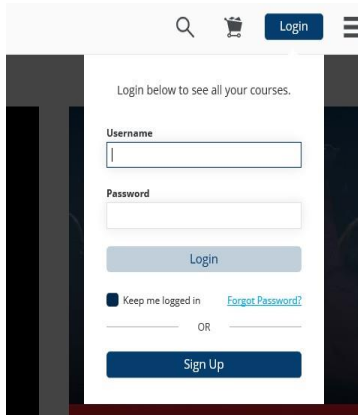 Login
Login below to see all your courses.
Username
Password
Login
Keep me logged in Forgot Password?
OR
Sign Up